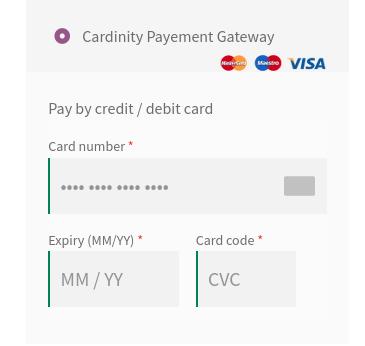 Cardinity Payement Gateway
MasterCard Maestro VISA
Pay by credit / debit card
Card number *
•••• •••• •••• ••••
Expiry (MM/YY) * Card code *
MM / YY CVC